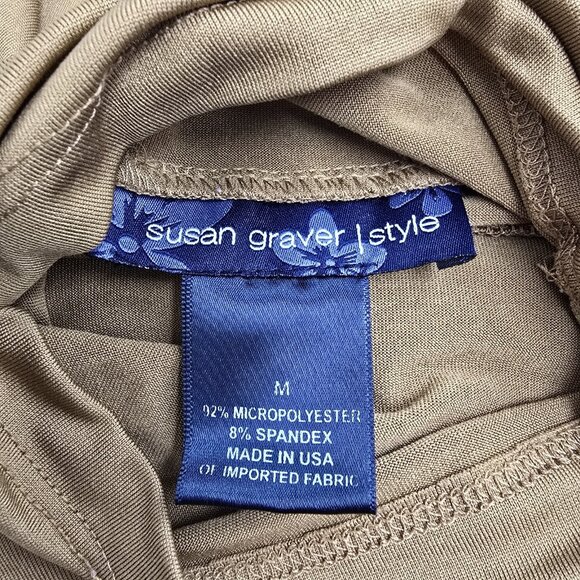 susan graver | style
M
92% MICROPOLYESTER
8% SPANDEX
MADE IN USA
OF IMPORTED FABRIC